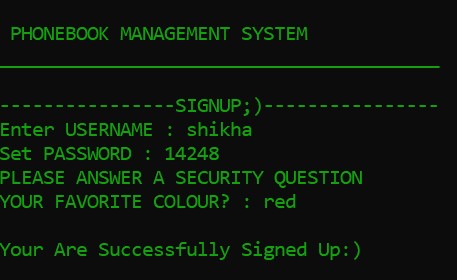 PHONEBOOK MANAGEMENT SYSTEM
----------------SIGNUP;)----------------
Enter USERNAME : shikha
Set PASSWORD : 14248
PLEASE ANSWER A SECURITY QUESTION
YOUR FAVORITE COLOUR? : red
Your Are Successfully Signed Up:)